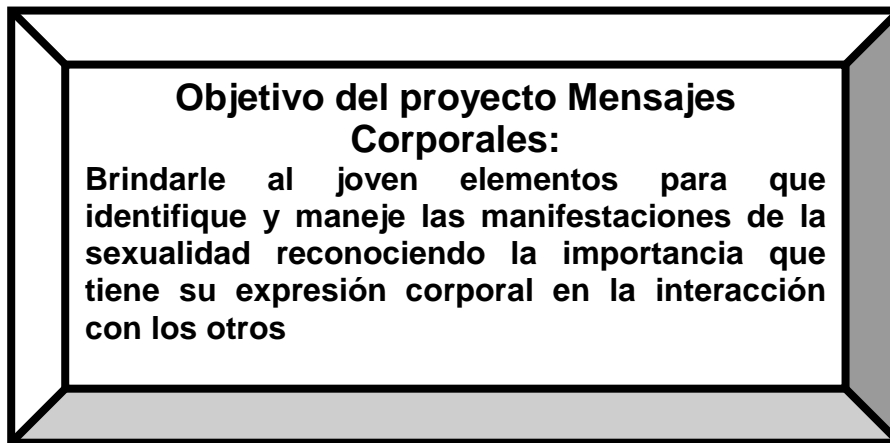 Objetivo del proyecto Mensajes
Corporales:
Brindarle al joven elementos para que
identifique y maneje las manifestaciones de la
sexualidad reconociendo la importancia que
tiene su expresión corporal en la interacción
con los otros